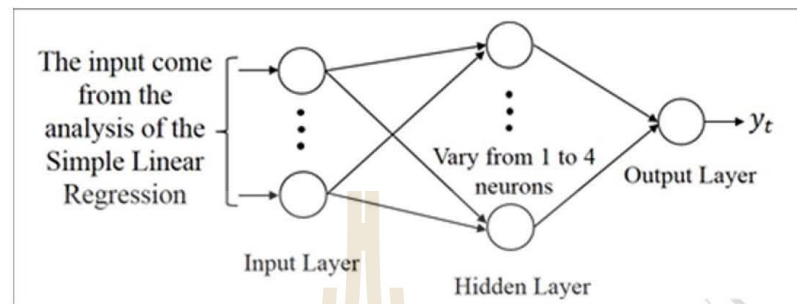 The input come
from the
analysis of the
Simple Linear
Regression
Vary from 1 to 4
neurons
yₜ
Output Layer
Input Layer
Hidden Layer